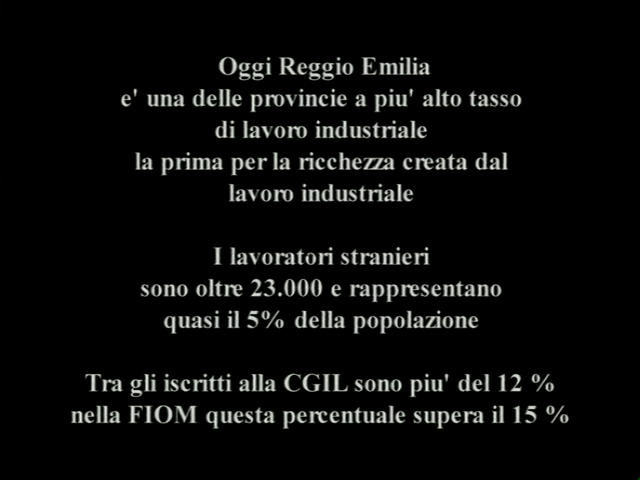 Oggi Reggio Emilia
e' una delle provincie a piu' alto tasso
di lavoro industriale
la prima per la ricchezza creata dal
lavoro industriale
I lavoratori stranieri
sono oltre 23.000 e rappresentano
quasi il 5% della popolazione
Tra gli iscritti alla CGIL sono piu' del 12 %
nella FIOM questa percentuale supera il 15 %